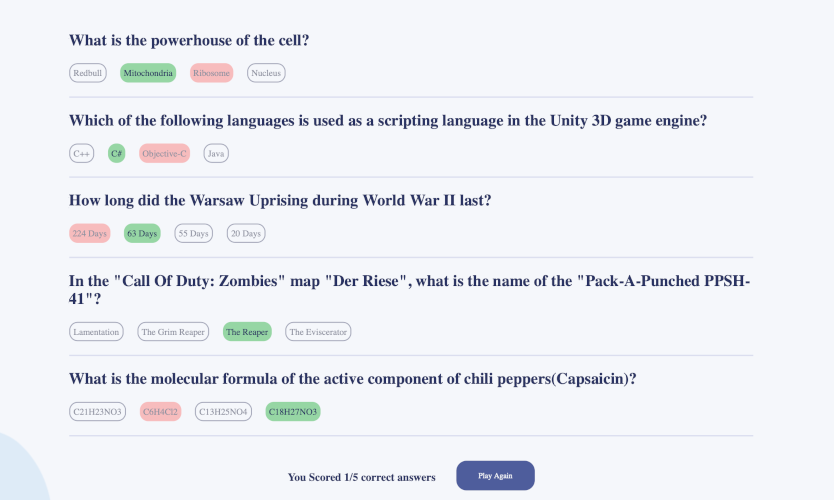 What is the powerhouse of the cell?
Redbull Mitochondria Ribosome Nucleus
Which of the following languages is used as a scripting language in the Unity 3D game engine?
C++ C# Objective-C Java
How long did the Warsaw Uprising during World War II last?
224 Days 63 Days 55 Days 20 Days
In the "Call Of Duty: Zombies" map "Der Riese", what is the name of the "Pack-A-Punched PPSH-
41"?
Lamentation The Grim Reaper The Reaper The Eviscerator
What is the molecular formula of the active component of chili peppers(Capsaicin)?
C21H23NO3 C6H4Cl2 C13H25NO4 C18H27NO3
You Scored 1/5 correct answers Play Again